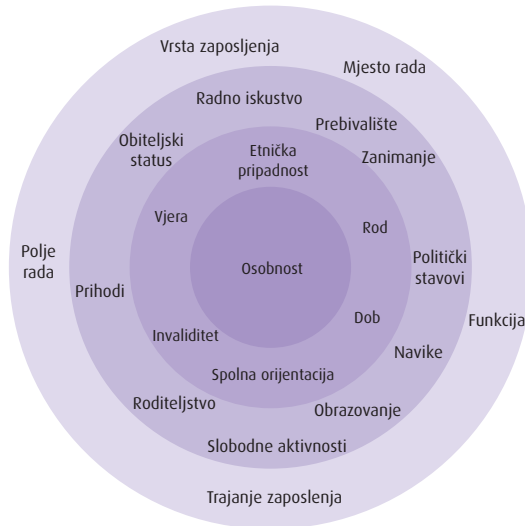 Vrsta zaposljenja
Mjesto rada
Radno iskustvo
Prebivalište
Obiteljski
status
Zanimanje
Etnička
pripadnost
Vjera
Rod
Polje
rada
Osobnost
Politički
stavovi
Prihodi
Dob
Funkcija
Invaliditet
Navike
Spolna orijentacija
Roditeljstvo
Obrazovanje
Slobodne aktivnosti
Trajanje zaposlenja